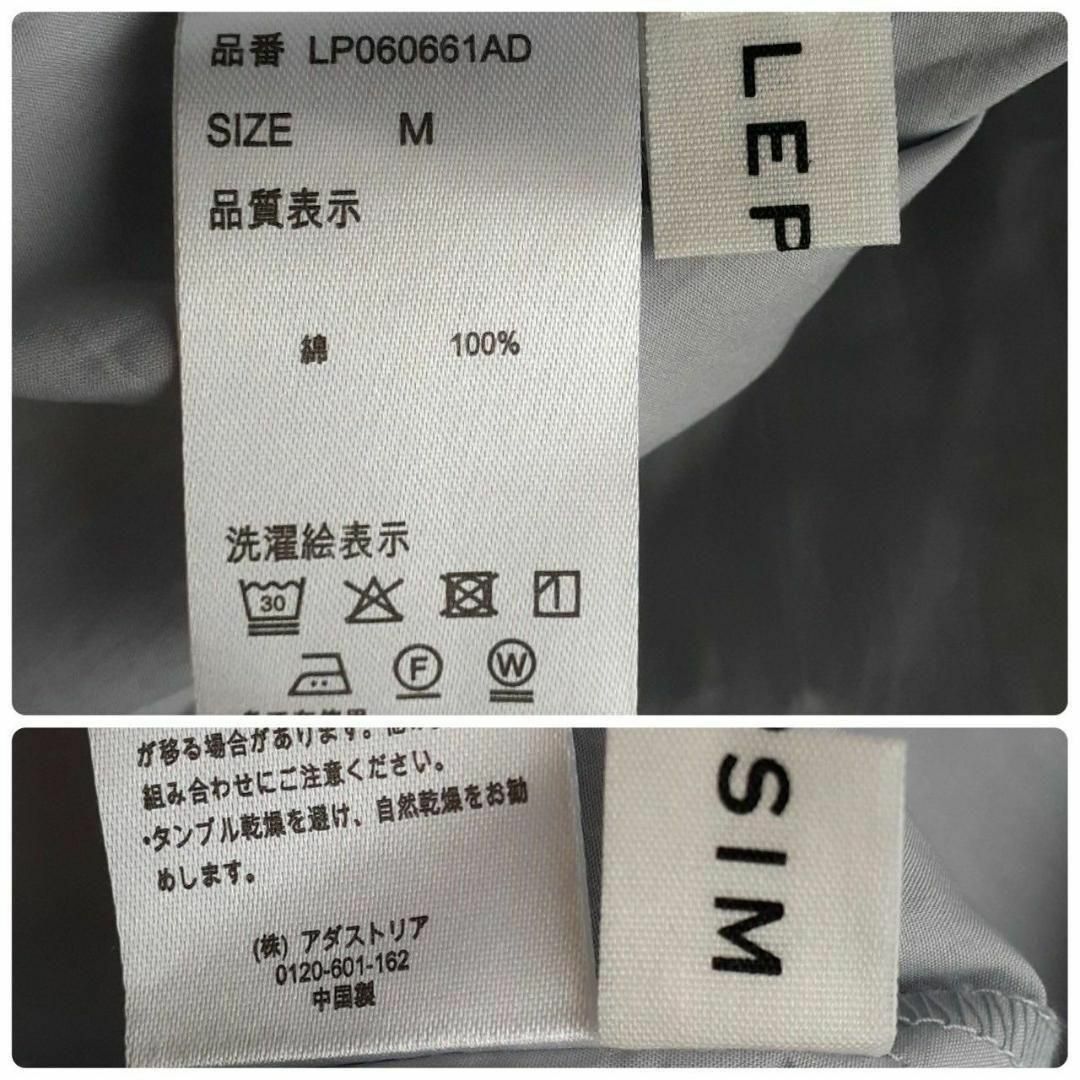 品番 LP060661AD
SIZE M
品質表示
綿 100%
洗濯絵表示
30
F W
LEP
が移る場合があります。
組み合わせにご注意ください。
・タンブル乾燥を避け、自然乾燥をお勧
めします。
(株) アダストリア
0120-601-162
中国製
SIM